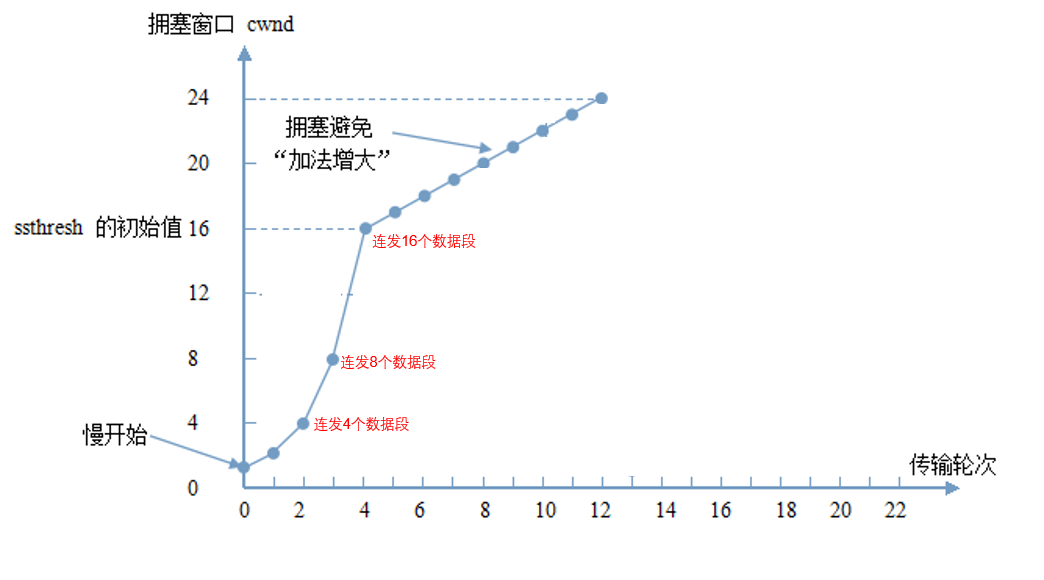 拥塞窗口 cwnd
24
拥塞避免
“加法增大”
20
ssthresh 的初始值 16
连发16个数据段
12
8
连发8个数据段
4
连发4个数据段
慢开始
传输轮次
0
0 2 4 6 8 10 12 14 16 18 20 22